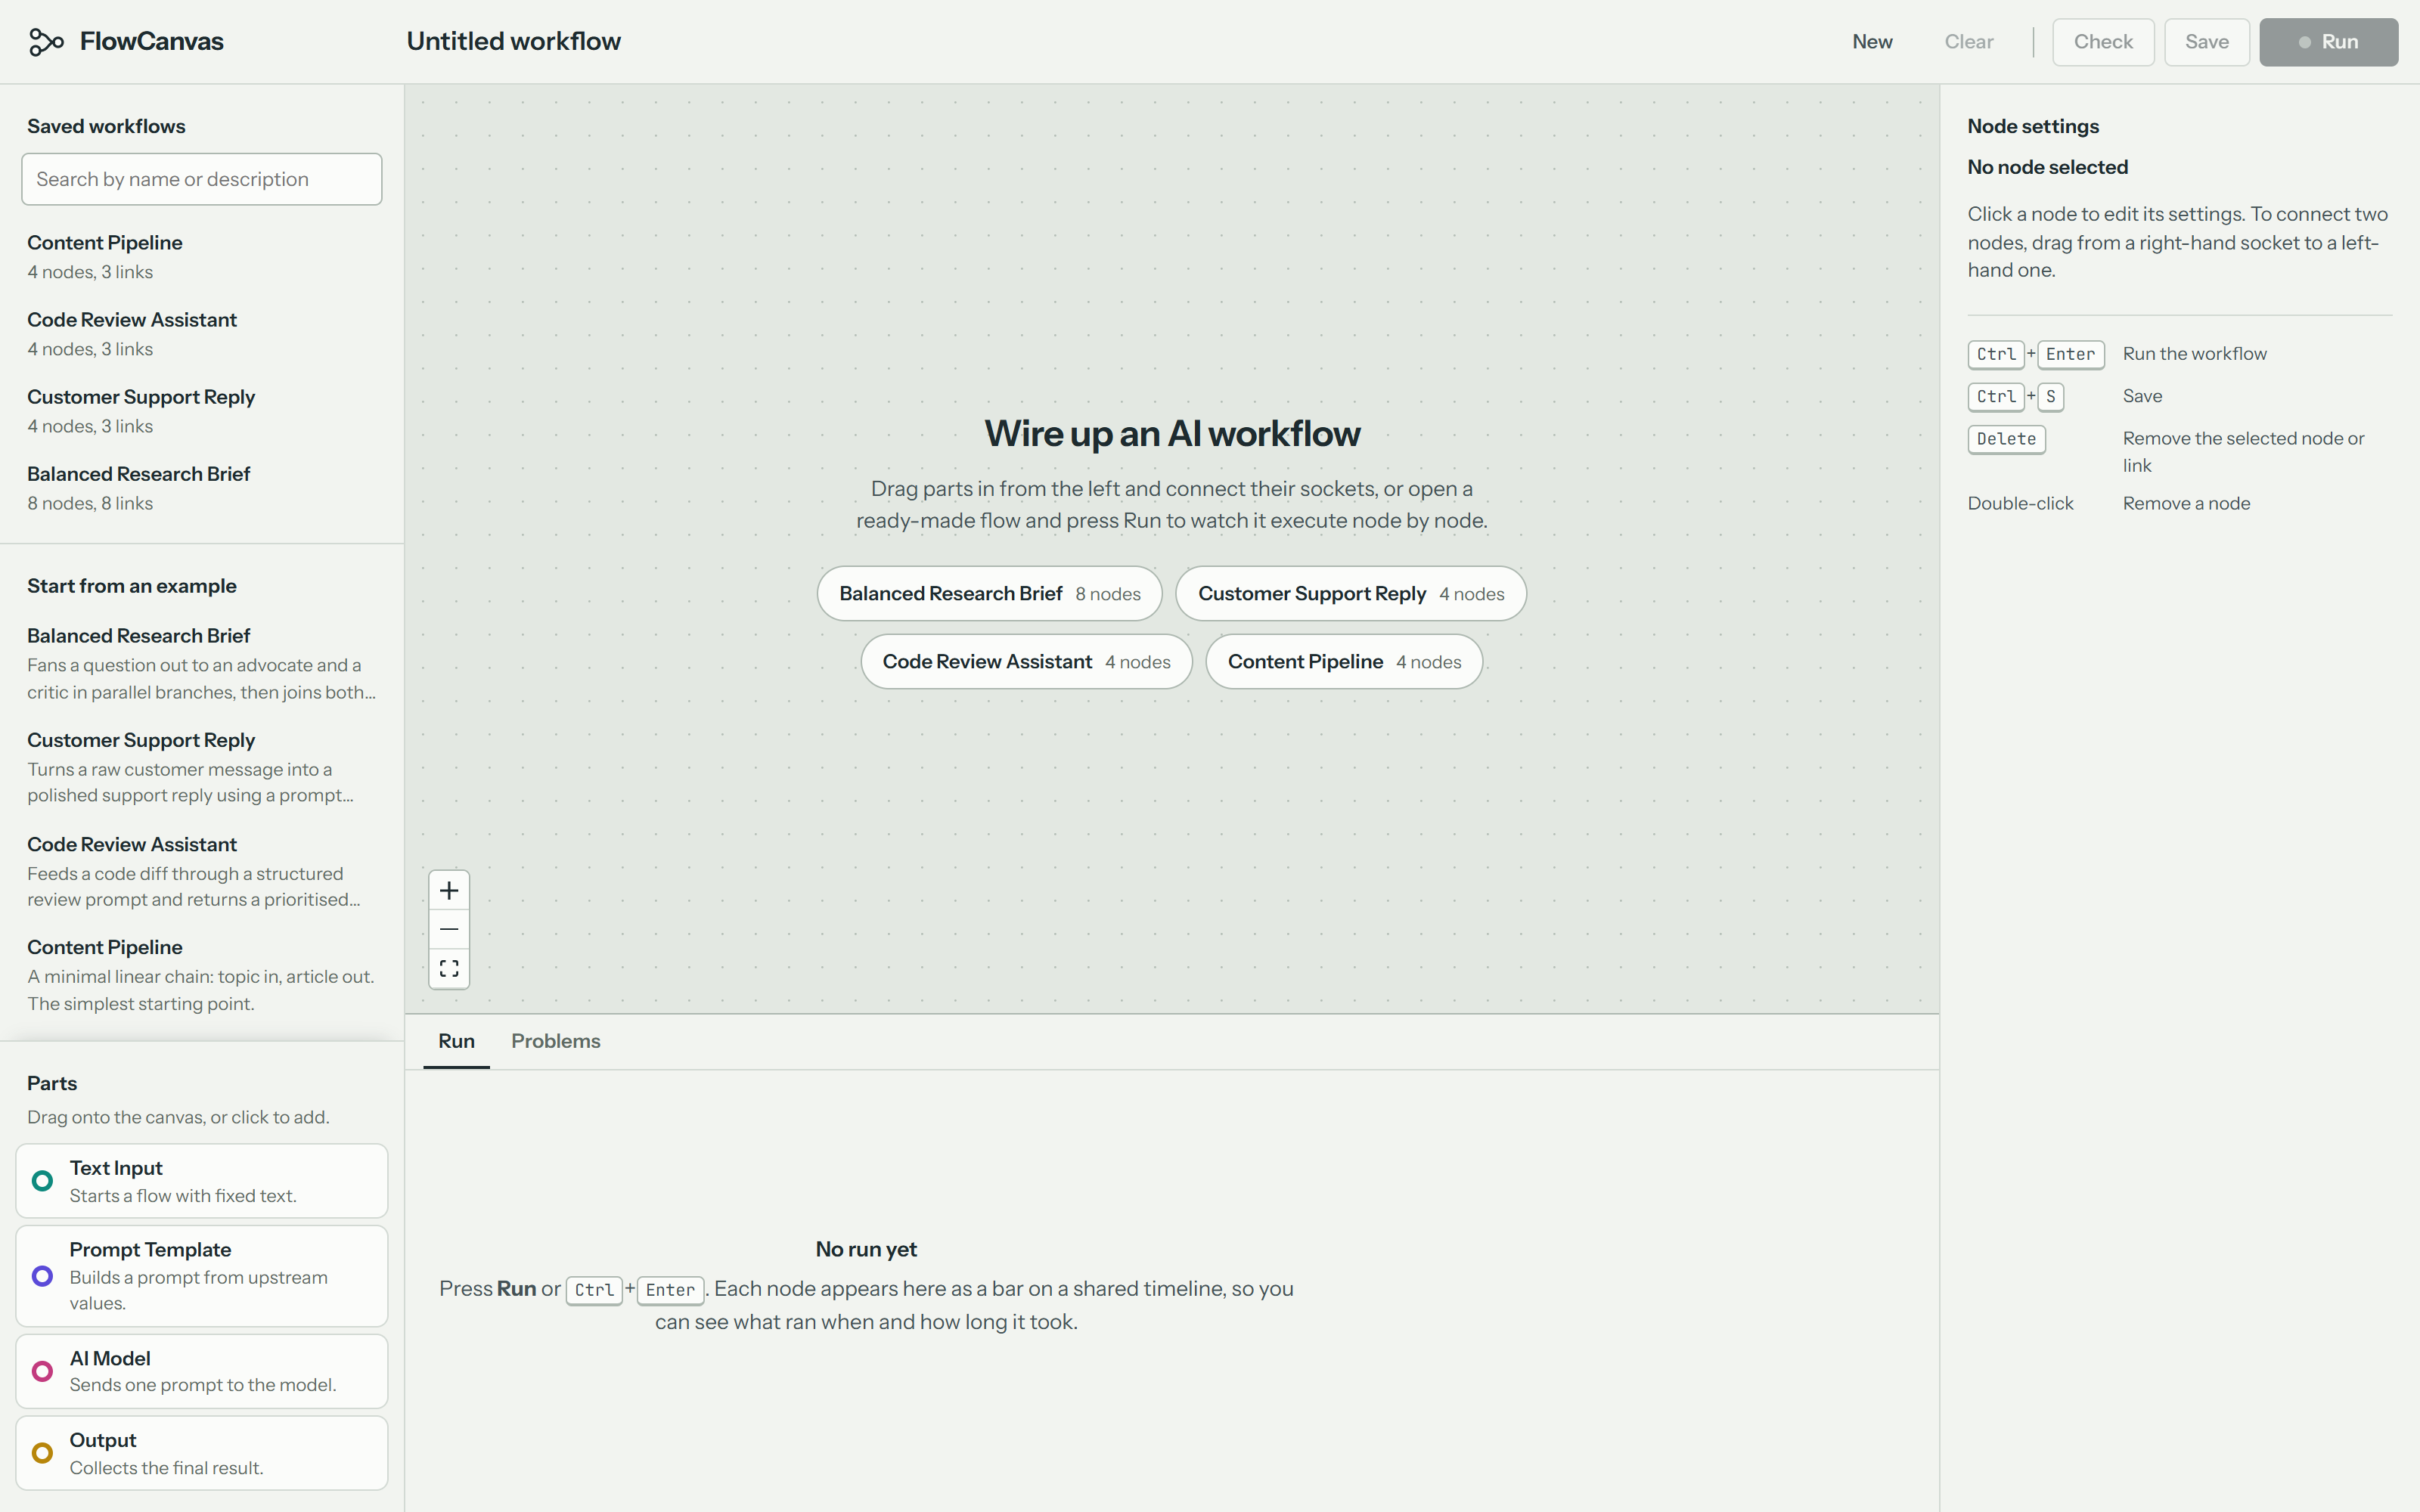 FlowCanvas
Untitled workflow
New
Clear
Check
Save
Run
Saved workflows
Search by name or description
Content Pipeline
4 nodes, 3 links
Code Review Assistant
4 nodes, 3 links
Customer Support Reply
4 nodes, 3 links
Balanced Research Brief
8 nodes, 8 links
Start from an example
Balanced Research Brief
Fans a question out to an advocate and a
critic in parallel branches, then joins both...
Customer Support Reply
Turns a raw customer message into a
polished support reply using a prompt...
Code Review Assistant
Feeds a code diff through a structured
review prompt and returns a prioritised...
Content Pipeline
A minimal linear chain: topic in, article out.
The simplest starting point.
Parts
Drag onto the canvas, or click to add.
Text Input
Starts a flow with fixed text.
Prompt Template
Builds a prompt from upstream
values.
AI Model
Sends one prompt to the model.
Output
Collects the final result.
Wire up an AI workflow
Drag parts in from the left and connect their sockets, or open a
ready-made flow and press Run to watch it execute node by node.
Balanced Research Brief 8 nodes
Customer Support Reply 4 nodes
Code Review Assistant 4 nodes
Content Pipeline 4 nodes
Run
Problems
No run yet
Press Run or Ctrl+Enter. Each node appears here as a bar on a shared timeline, so you
can see what ran when and how long it took.
Node settings
No node selected
Click a node to edit its settings. To connect two
nodes, drag from a right-hand socket to a left-
hand one.
Ctrl+Enter Run the workflow
Ctrl+S Save
Delete Remove the selected node or
link
Double-click Remove a node